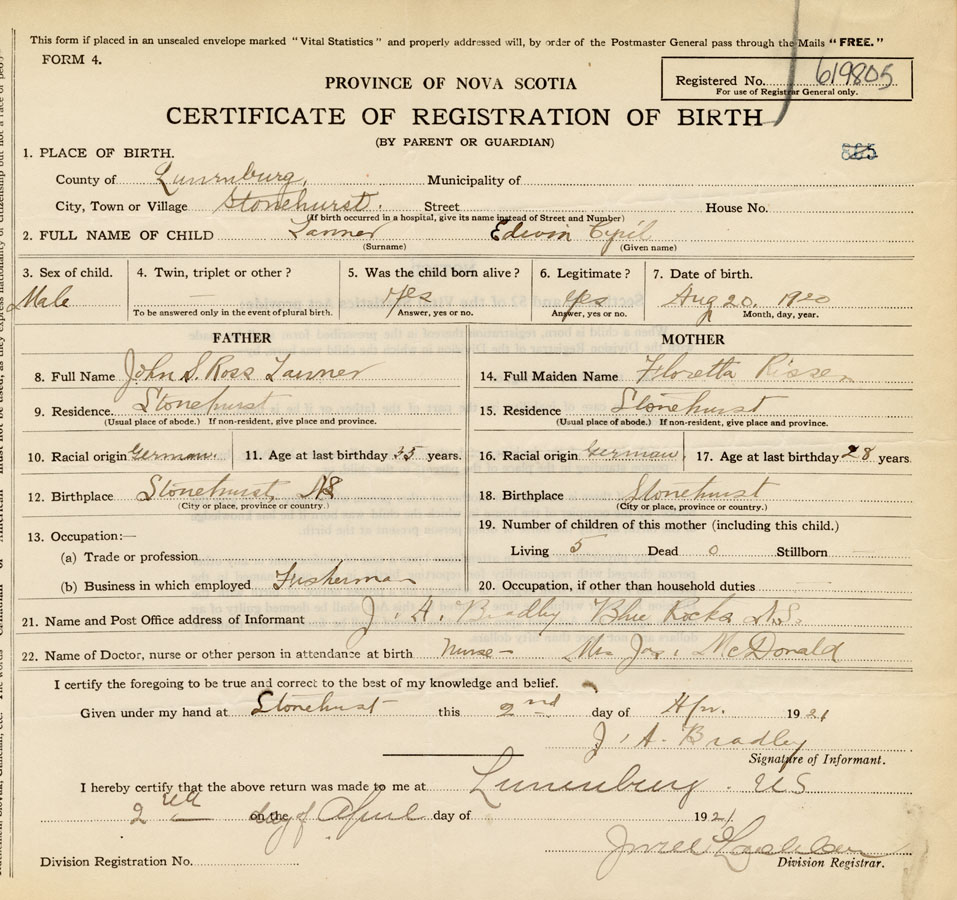 This form if placed in an unsealed envelope marked "Vital Statistics" and properly addressed will, by order of the Postmaster General pass through the Mails "FREE."
FORM 4.
Registered No. 619805
For use of Registrar General only.
PROVINCE OF NOVA SCOTIA
CERTIFICATE OF REGISTRATION OF BIRTH
(BY PARENT OR GUARDIAN)
1. PLACE OF BIRTH.
County of Lunenburg, Municipality of
City, Town or Village Stonehurst. Street House No.
(If birth occurred in a hospital, give its name instead of Street and Number)
2. FULL NAME OF CHILD Tanner Edwin Cyril
(Surname) (Given name)
3. Sex of child. 4. Twin, triplet or other? 5. Was the child born alive? 6. Legitimate? 7. Date of birth.
Male — Yes Yes Aug 20. 1920
To be answered only in the event of plural birth. Answer, yes or no. Answer, yes or no. Month, day, year.
FATHER MOTHER
8. Full Name John S. Ross Tanner 14. Full Maiden Name Floretta
9. Residence. Stonehurst 15. Residence Stonehurst
(Usual place of abode.) If non-resident, give place and province. (Usual place of abode.) If non-resident, give place and province.
10. Racial origin German. 11. Age at last birthday 35 years. 16. Racial origin German. 17. Age at last birthday 28 years.
12. Birthplace Stonehurst, NS 18. Birthplace Stonehurst
(City or place, province or country.) (City or place, province or country.)
13. Occupation:— 19. Number of children of this mother (including this child.)
(a) Trade or profession Living 5 Dead 0 Stillborn —
(b) Business in which employed Fisherman 20. Occupation, if other than household duties
21. Name and Post Office address of Informant J. A. Bradley Blue Rocks N.S.
22. Name of Doctor, nurse or other person in attendance at birth Nurse — Mrs Jas. McDonald
I certify the foregoing to be true and correct to the best of my knowledge and belief.
Given under my hand at Stonehurst this 2nd day of Apr. 1921
J. A. Bradley
Signature of Informant.
I hereby certify that the above return was made to me at Lunenburg.
2 on the day of April day of 1921
Division Registration No. Division Registrar.